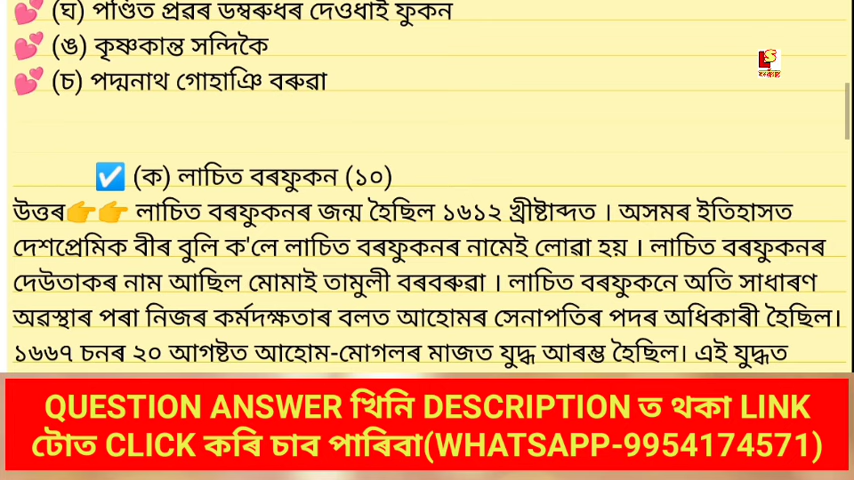 💕 (ঘ) পণ্ডিত প্ৰৱৰ ডম্বৰুধৰ দেওধাই ফুকন
💕 (ঙ) কৃষ্ণকান্ত সন্দিকৈ
💕 (চ) পদ্মনাথ গোহাঞি বৰুৱা
☑️ (ক) লাচিত বৰফুকন (১০)
উত্তৰ👉👉 লাচিত বৰফুকনৰ জন্ম হৈছিল ১৬১২ খ্ৰীষ্টাব্দত । অসমৰ ইতিহাসত
দেশপ্ৰেমিক বীৰ বুলি ক'লে লাচিত বৰফুকনৰ নামেই লোৱা হয় । লাচিত বৰফুকনৰ
দেউতাকৰ নাম আছিল মোমাই তামুলী বৰবৰুৱা । লাচিত বৰফুকনে অতি সাধাৰণ
অৱস্থাৰ পৰা নিজৰ কৰ্মদক্ষতাৰ বলত আহোমৰ সেনাপতিৰ পদৰ অধিকাৰী হৈছিল।
১৬৬৭ চনৰ ২০ আগষ্টত আহোম-মোগলৰ মাজত যুদ্ধ আৰম্ভ হৈছিল। এই যুদ্ধত
QUESTION ANSWER খিনি DESCRIPTION ত থকা LINK
টোত CLICK কৰি চাব পাৰিবা(WHATSAPP-9954174571)